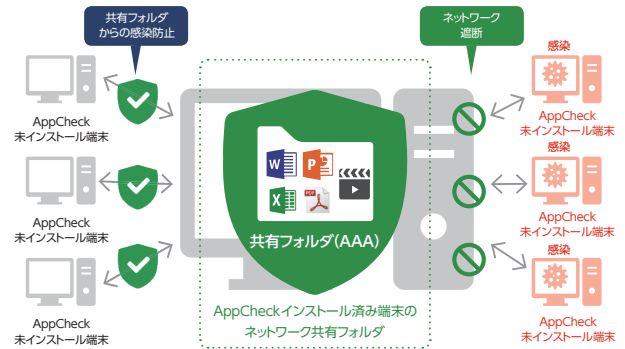 共有フォルダ
からの感染防止
ネットワーク
遮断
AppCheck
未インストール端末
AppCheck
未インストール端末
AppCheck
未インストール端末
W
P
X
PDF
共有フォルダ(AAA)
AppCheckインストール済み端末の
ネットワーク共有フォルダ
感染
AppCheck
未インストール端末
感染
AppCheck
未インストール端末
感染
AppCheck
未インストール端末